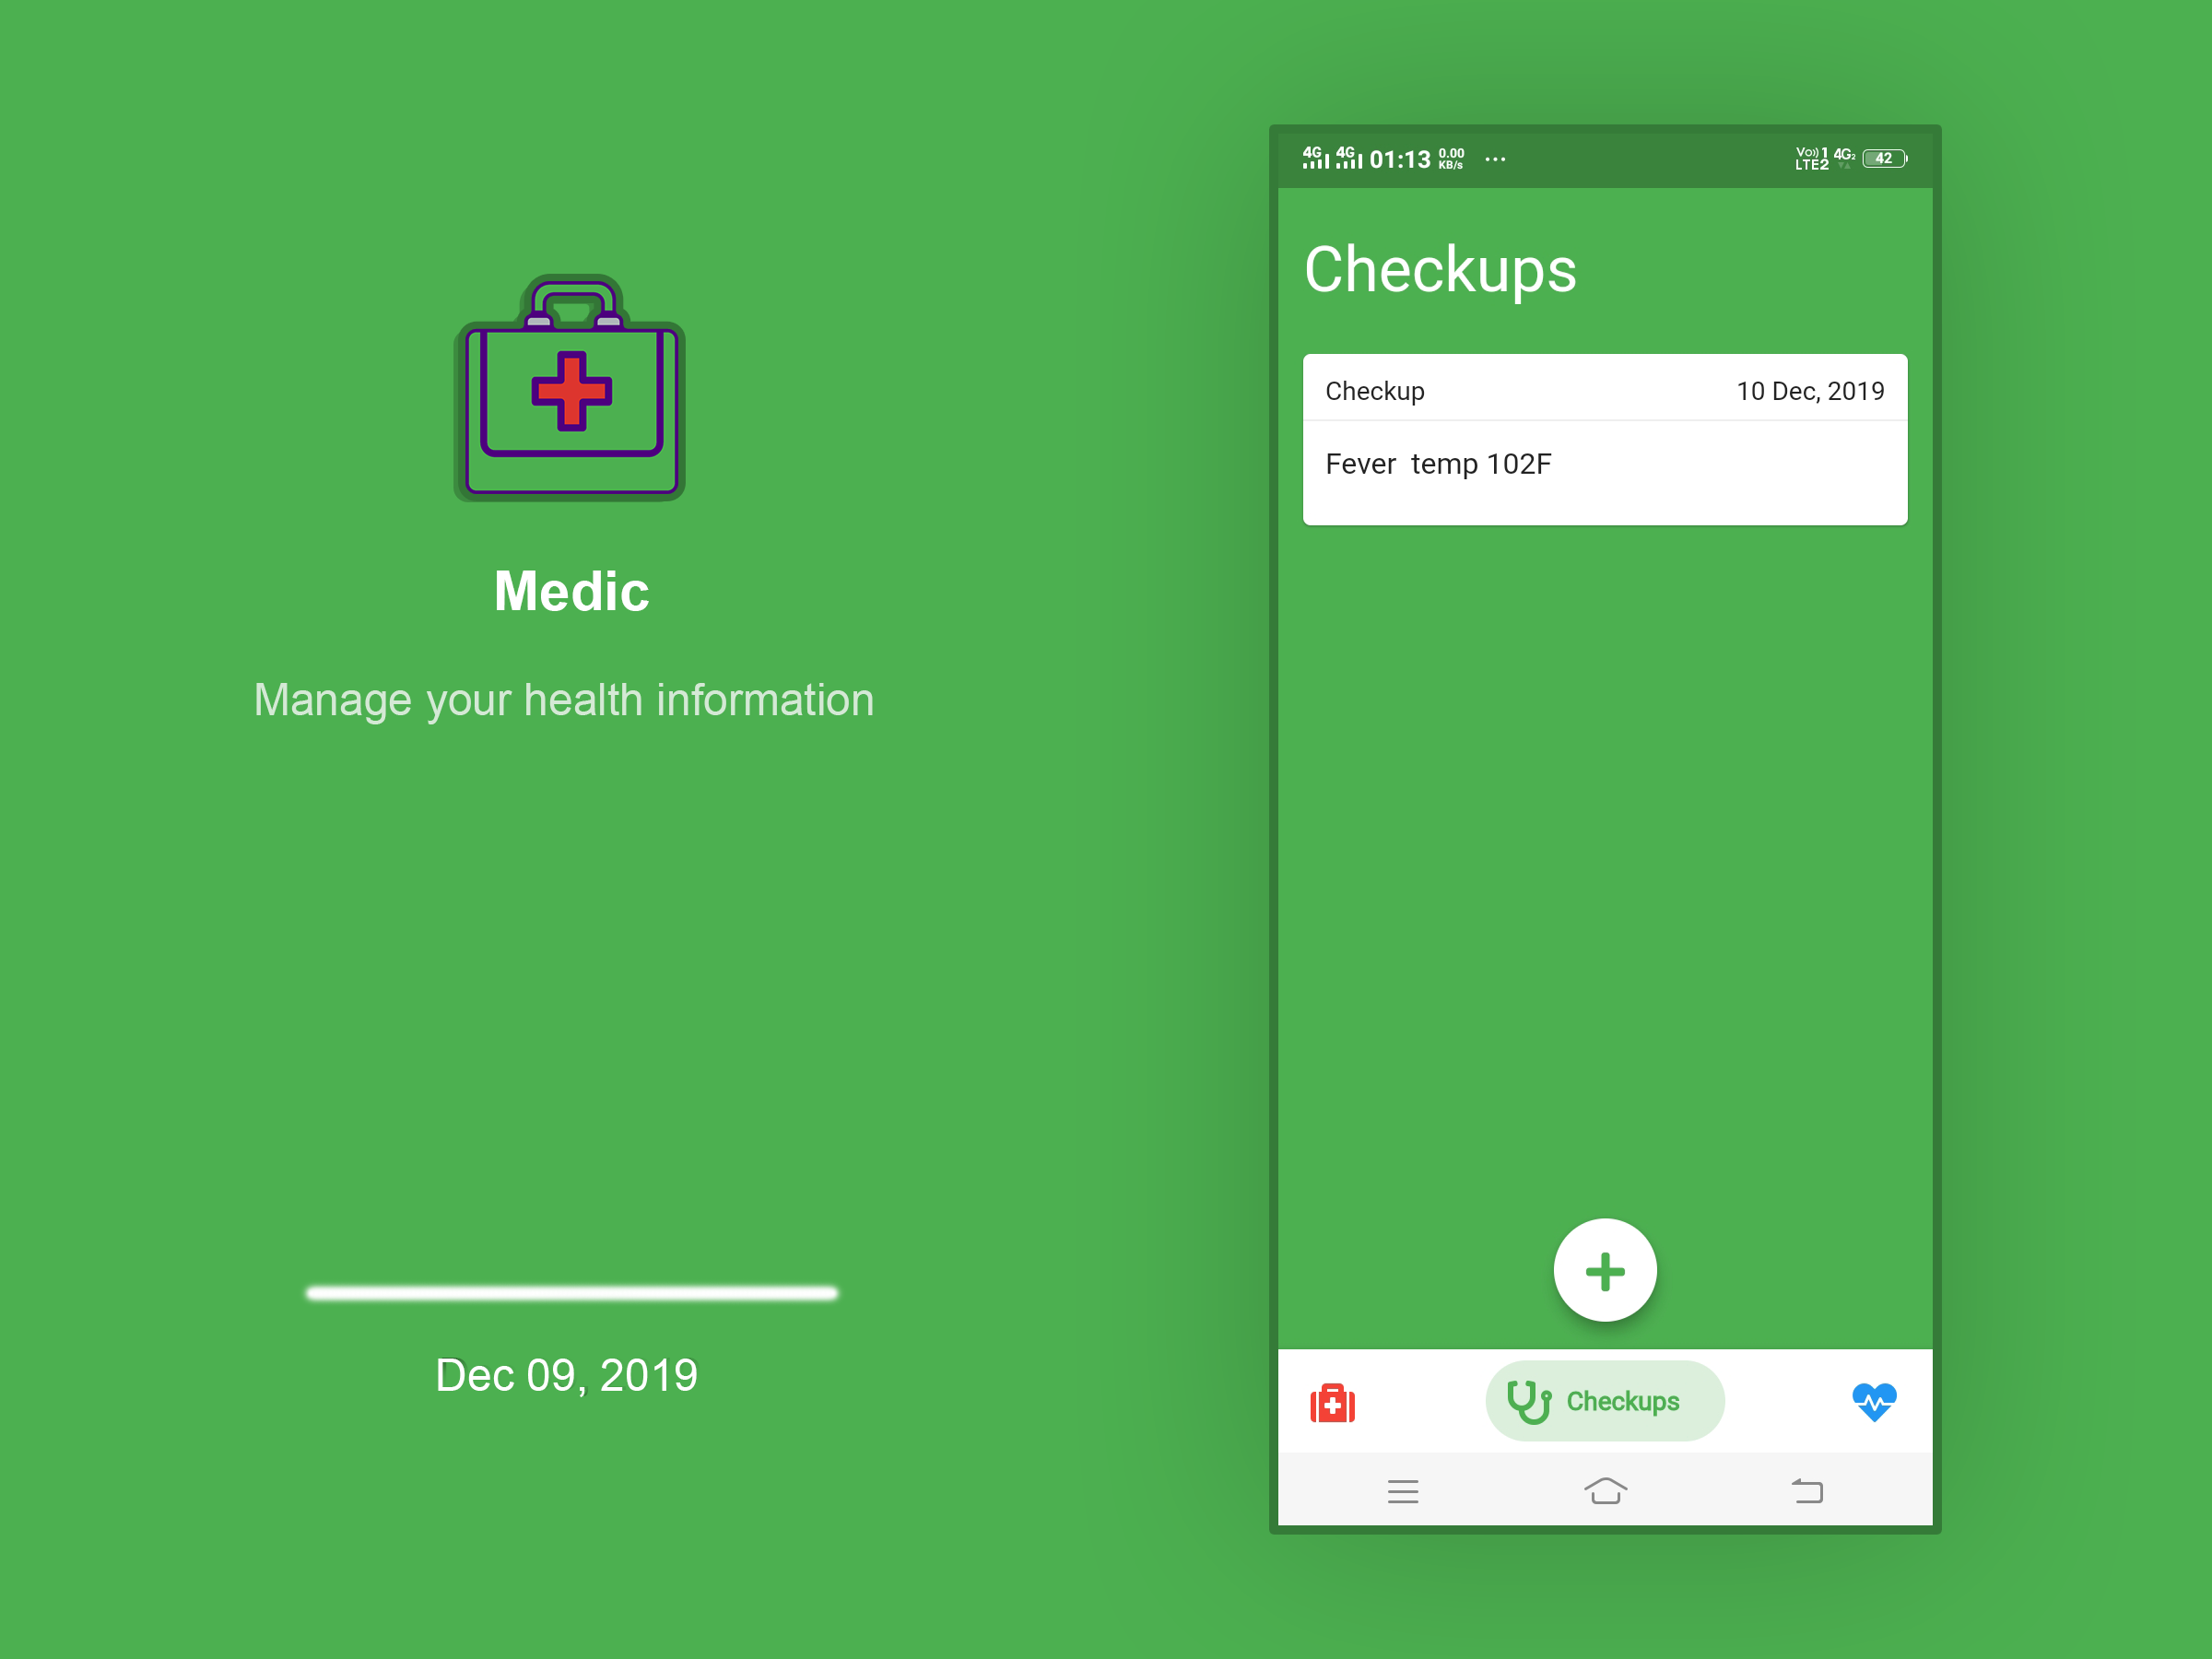 Medic
Manage your health information
Dec 09, 2019
4G 4G 01:13 0.00 KB/s ... Vo)) 1 LTE2 4G2 42
Checkups
Checkup 10 Dec, 2019
Fever  temp 102F
Checkups